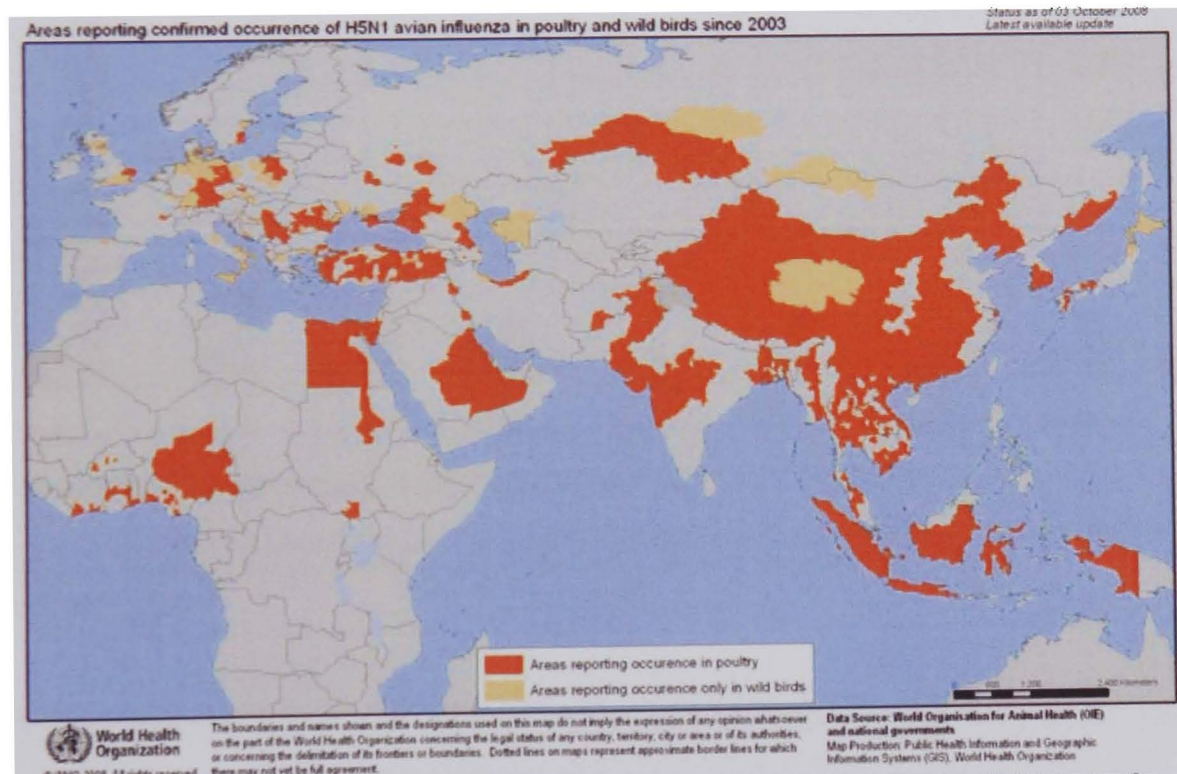 Status as of 03 October 2008
Latest available update
Areas reporting confirmed occurrence of H5N1 avian influenza in poultry and wild birds since 2003
Areas reporting occurence in poultry
Areas reporting occurence only in wild birds
2,400 Kilometers
World Health
Organization
The boundaries and names shown and the designations used on this map do not imply the expression of any opinion whatsoever
on the part of the World Health Organization concerning the legal status of any country, territory, city or area or of its authorities,
or concerning the delimitation of its frontiers or boundaries. Dotted lines on maps represent approximate border lines for which
there may not yet be full agreement.
Data Source: World Organisation for Animal Health (OIE)
and national governments
Map Production: Public Health Information and Geographic
Information Systems (GIS), World Health Organization
All rights reserved